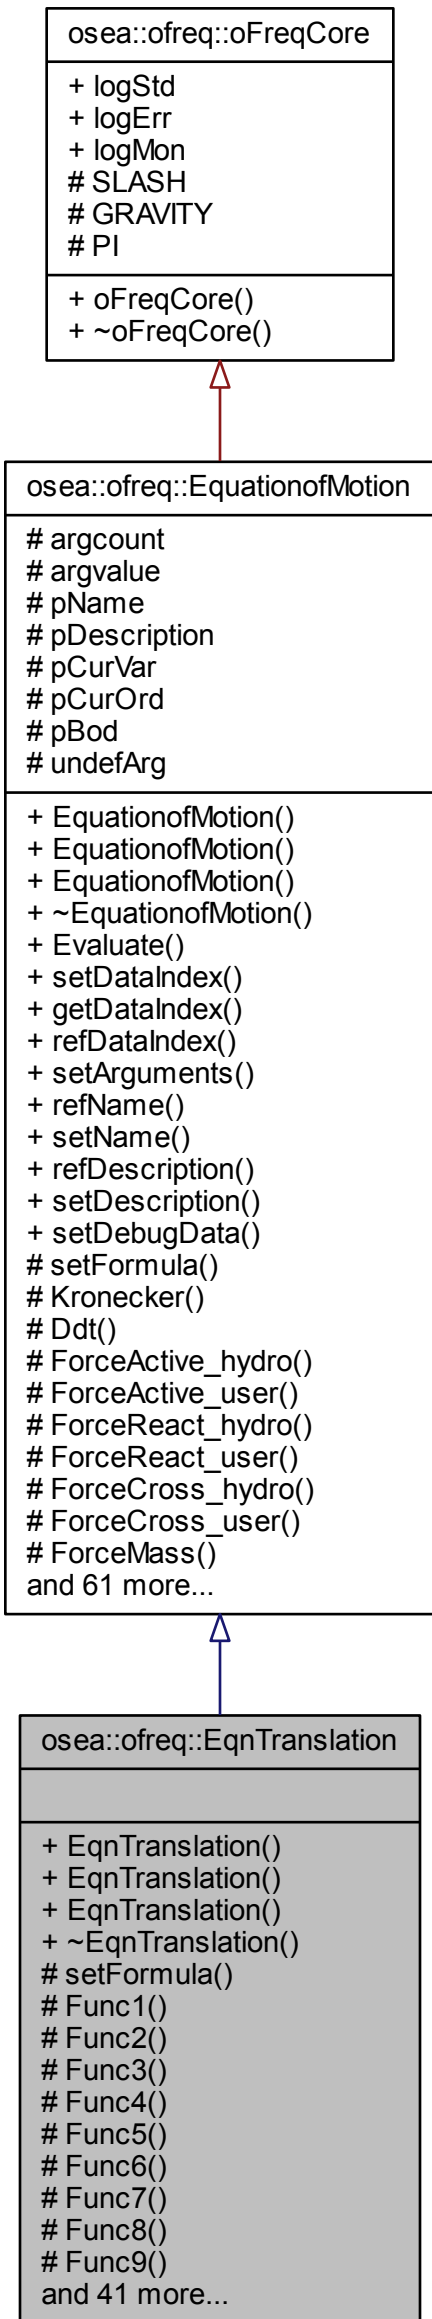 osea::ofreq::oFreqCore
+ logStd
+ logErr
+ logMon
# SLASH
# GRAVITY
# PI
+ oFreqCore()
+ ~oFreqCore()
osea::ofreq::EquationofMotion
# argcount
# argvalue
# pName
# pDescription
# pCurVar
# pCurOrd
# pBod
# undefArg
+ EquationofMotion()
+ EquationofMotion()
+ EquationofMotion()
+ ~EquationofMotion()
+ Evaluate()
+ setDataIndex()
+ getDataIndex()
+ refDataIndex()
+ setArguments()
+ refName()
+ setName()
+ refDescription()
+ setDescription()
+ setDebugData()
# setFormula()
# Kronecker()
# Ddt()
# ForceActive_hydro()
# ForceActive_user()
# ForceReact_hydro()
# ForceReact_user()
# ForceCross_hydro()
# ForceCross_user()
# ForceMass()
and 61 more...
osea::ofreq::EqnTranslation
+ EqnTranslation()
+ EqnTranslation()
+ EqnTranslation()
+ ~EqnTranslation()
# setFormula()
# Func1()
# Func2()
# Func3()
# Func4()
# Func5()
# Func6()
# Func7()
# Func8()
# Func9()
and 41 more...